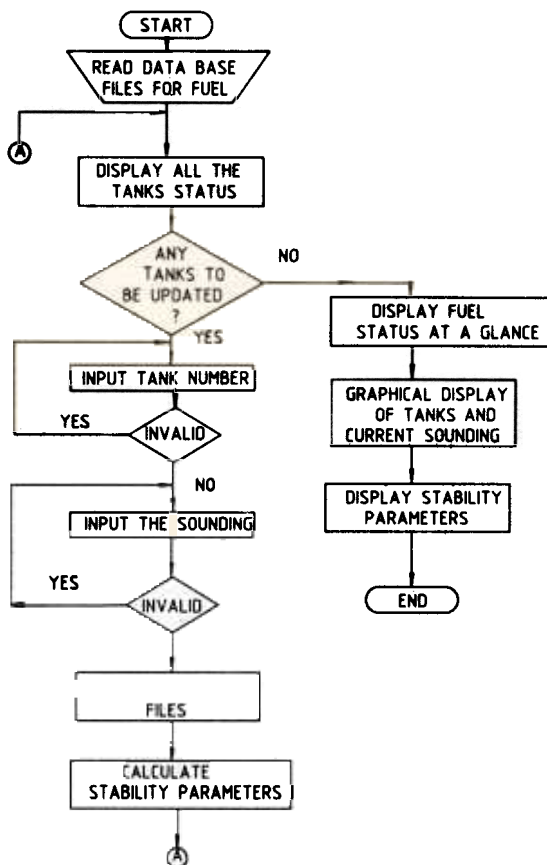 START
READ DATA BASE
FILES FOR FUEL
A
DISPLAY ALL THE
TANKS STATUS
ANY
TANKS TO
BE UPDATED
?
NO
YES
INPUT TANK NUMBER
YES
INVALID
NO
INPUT THE SOUNDING
YES
INVALID
FILES
CALCULATE
STABILITY PARAMETERS
A
DISPLAY FUEL
STATUS AT A GLANCE
GRAPHICAL DISPLAY
OF TANKS AND
CURRENT SOUNDING
DISPLAY STABILITY
PARAMETERS
END